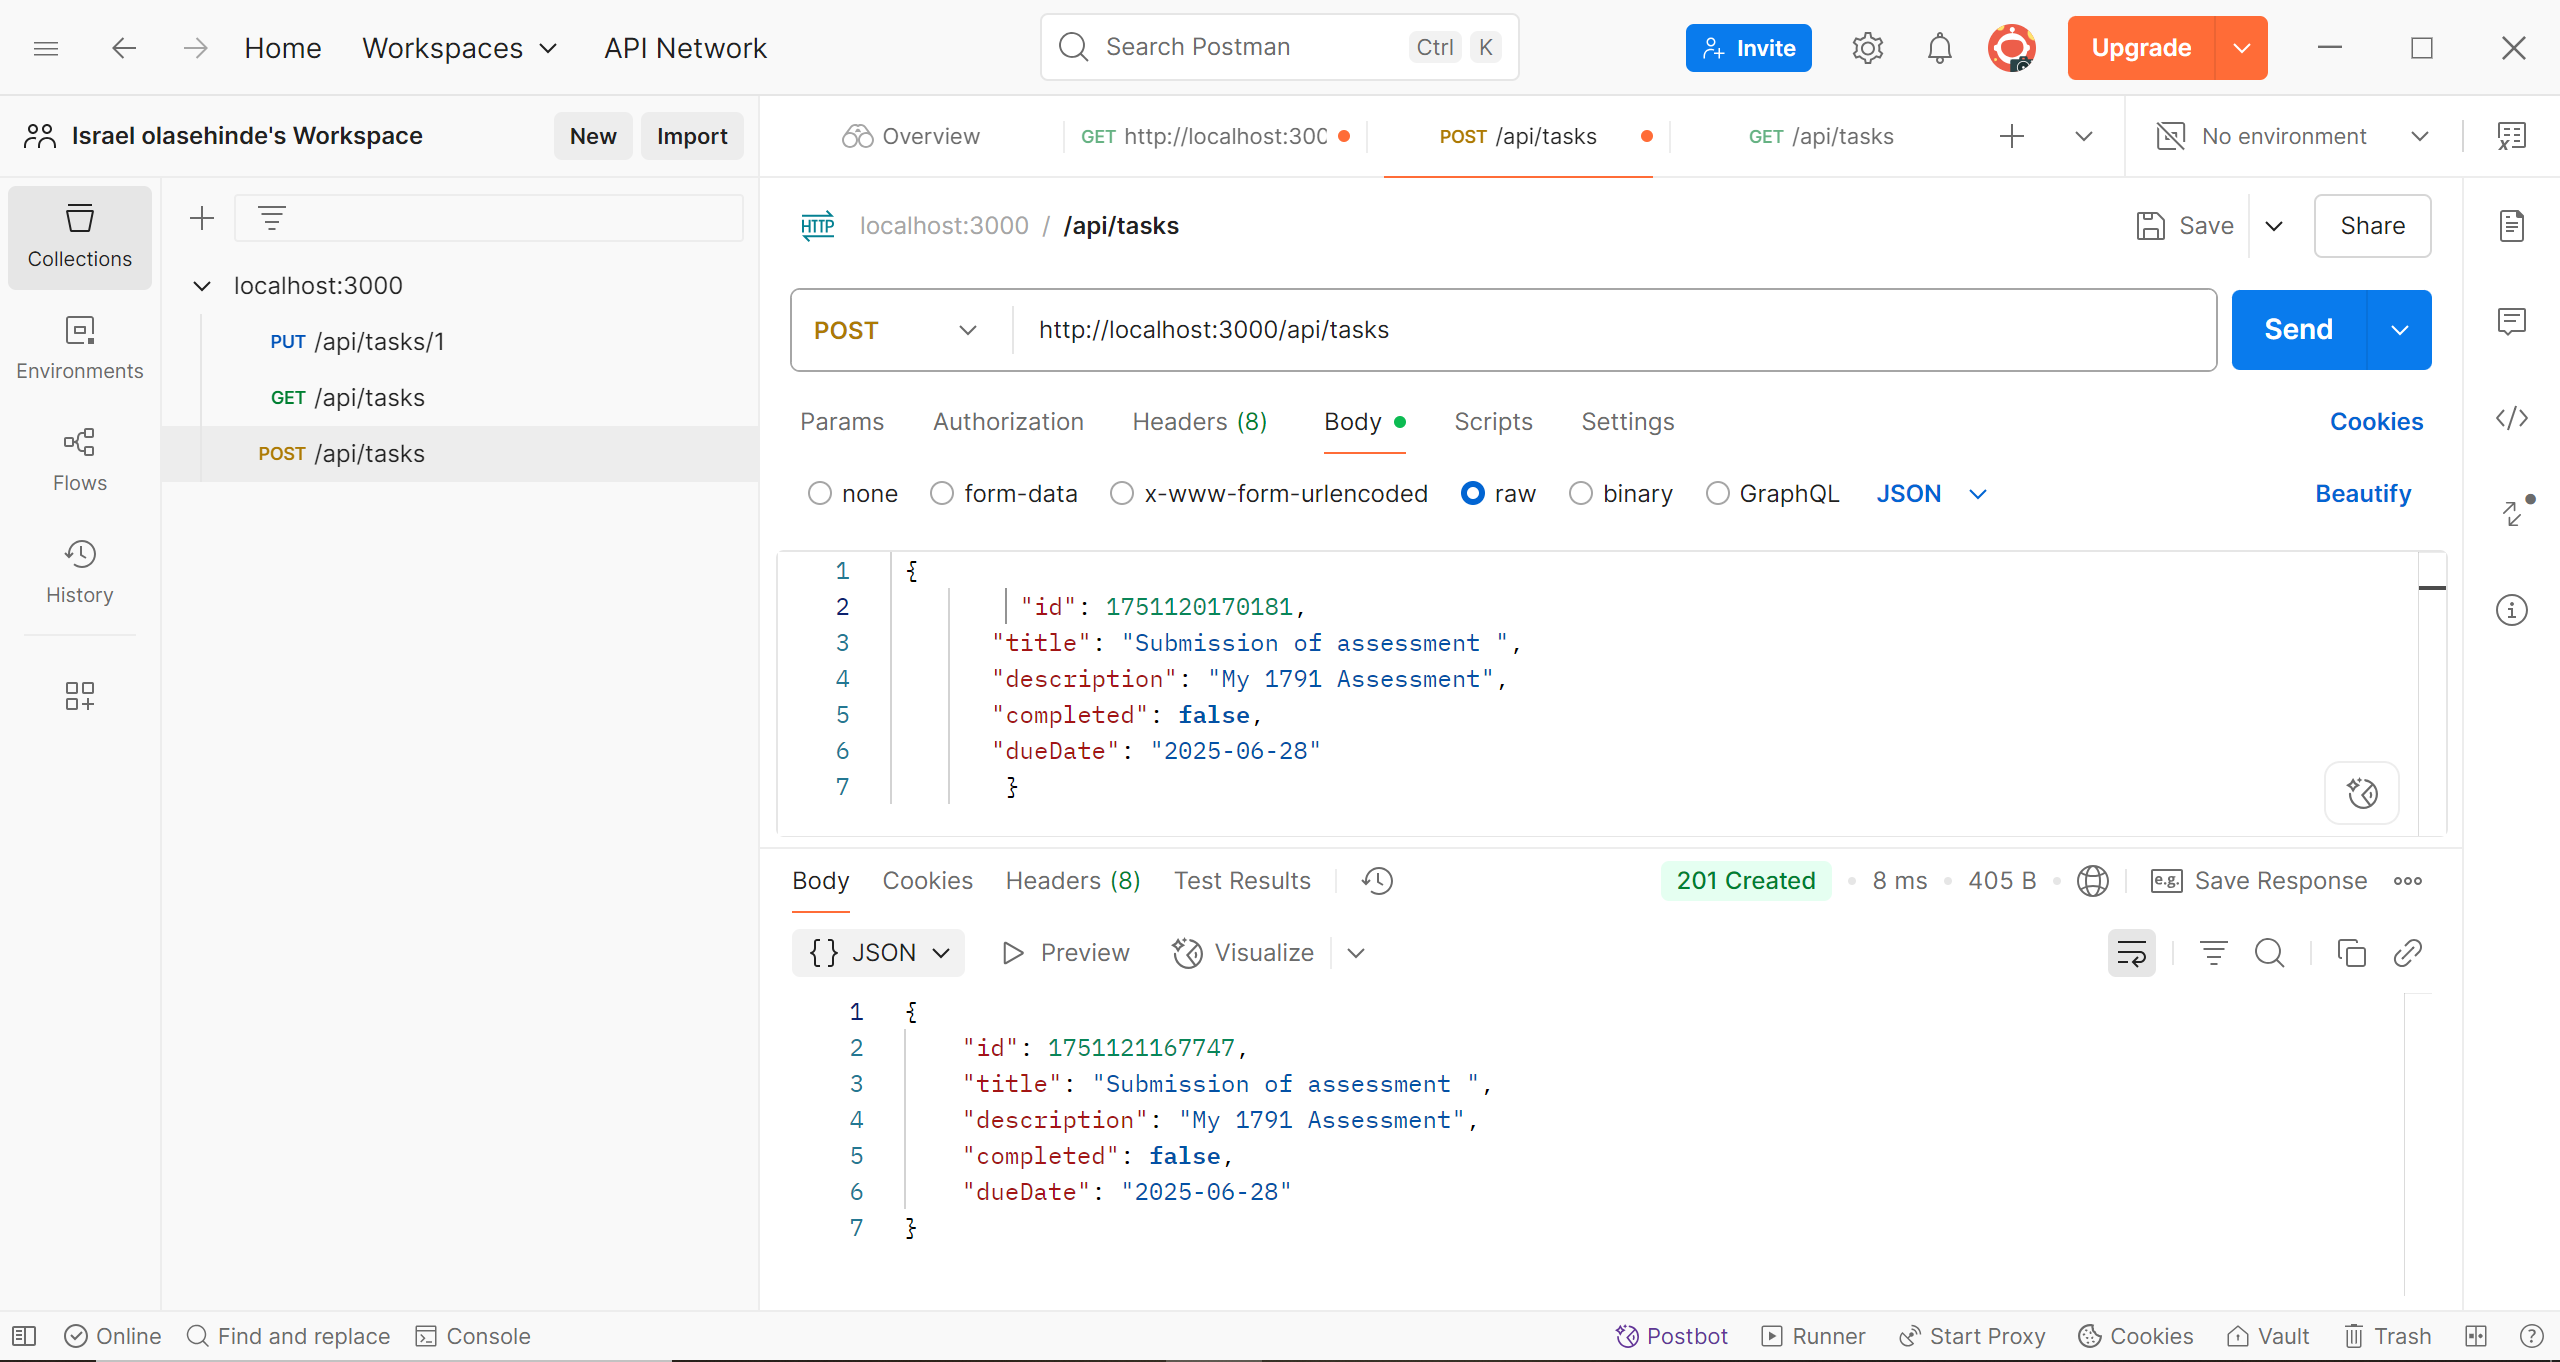 Home
Workspaces
API Network
Search Postman
Ctrl K
Invite
Upgrade
Israel olasehinde's Workspace
New
Import
Overview
GET http://localhost:300
POST /api/tasks
GET /api/tasks
No environment
Collections
Environments
Flows
History
localhost:3000
PUT /api/tasks/1
GET /api/tasks
POST /api/tasks
HTTP localhost:3000 / /api/tasks
Save
Share
POST
http://localhost:3000/api/tasks
Send
Params
Authorization
Headers (8)
Body
Scripts
Settings
Cookies
none
form-data
x-www-form-urlencoded
raw
binary
GraphQL
JSON
Beautify
1 {
2 "id": 1751120170181,
3 "title": "Submission of assessment ",
4 "description": "My 1791 Assessment",
5 "completed": false,
6 "dueDate": "2025-06-28"
7 }
Body
Cookies
Headers (8)
Test Results
201 Created
8 ms
405 B
e.g. Save Response
{} JSON
Preview
Visualize
1 {
2 "id": 1751121167747,
3 "title": "Submission of assessment ",
4 "description": "My 1791 Assessment",
5 "completed": false,
6 "dueDate": "2025-06-28"
7 }
Online
Find and replace
Console
Postbot
Runner
Start Proxy
Cookies
Vault
Trash